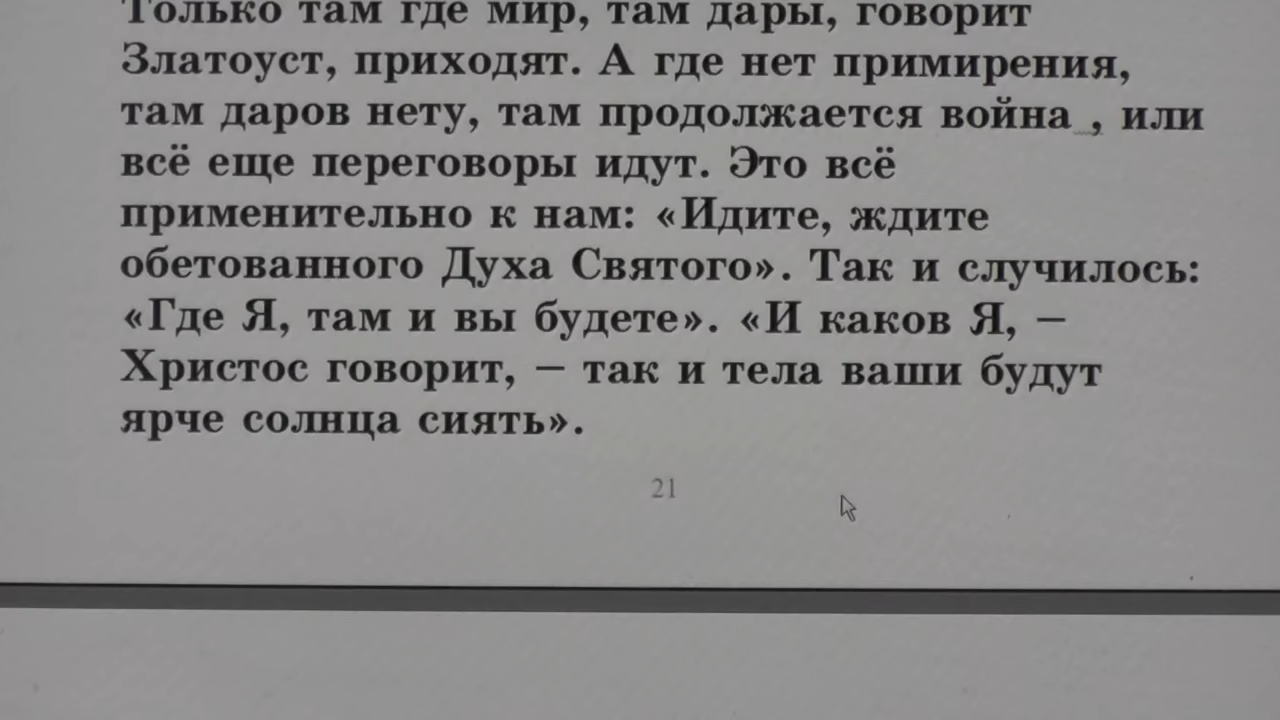 Только там где мир, там дары, говорит
Златоуст, приходят. А где нет примирения,
там даров нету, там продолжается война , или
всё еще переговоры идут. Это всё
применительно к нам: «Идите, ждите
обетованного Духа Святого». Так и случилось:
«Где Я, там и вы будете». «И каков Я, –
Христос говорит, – так и тела ваши будут
ярче солнца сиять».
21